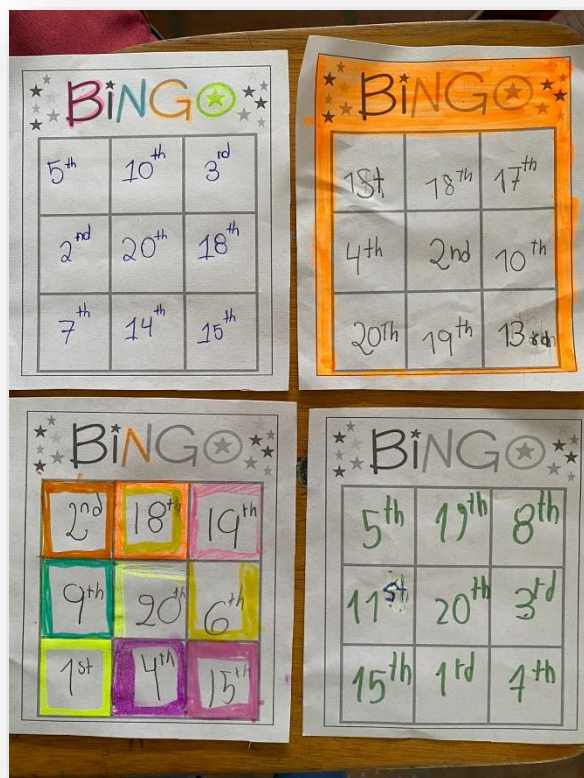 BiNGO
5th 10th 3rd
2nd 20th 18th
7th 14th 15th
BiNGO
1St 18Th 17th
4th 2nd 10th
20Th 19th 13
BiNGO
2nd 18th 19th
9th 20th 6th
1st 4th 15th
BiNGO
5th 19th 8th
11st 20th 3rd
15th 1rd 7th